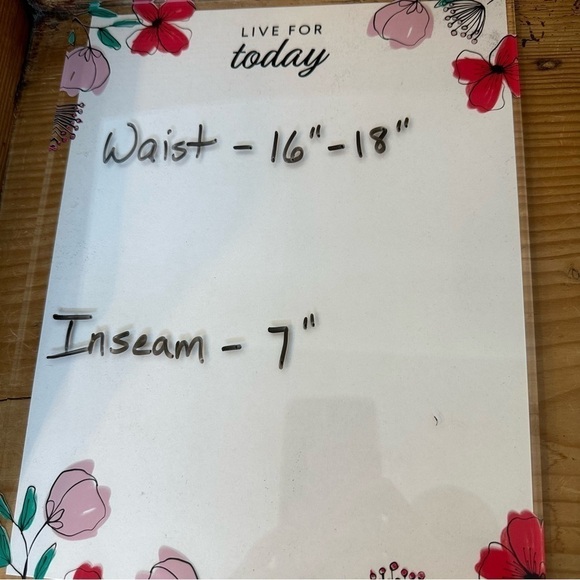 LIVE FOR
today
Waist - 16"-18"
Inseam - 7"